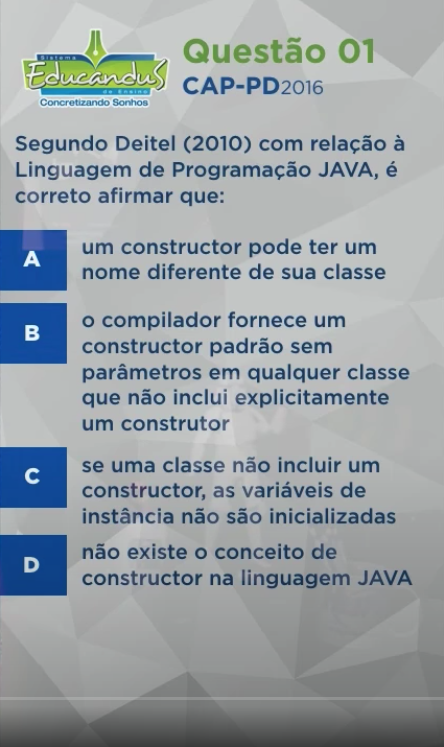 Sistema
Educandus
de Ensino
Concretizando Sonhos
Questão 01
CAP-PD2016
Segundo Deitel (2010) com relação à
Linguagem de Programação JAVA, é
correto afirmar que:
A
um constructor pode ter um
nome diferente de sua classe
B
o compilador fornece um
constructor padrão sem
parâmetros em qualquer classe
que não inclui explicitamente
um construtor
C
se uma classe não incluir um
constructor, as variáveis de
instância não são inicializadas
D
não existe o conceito de
constructor na linguagem JAVA